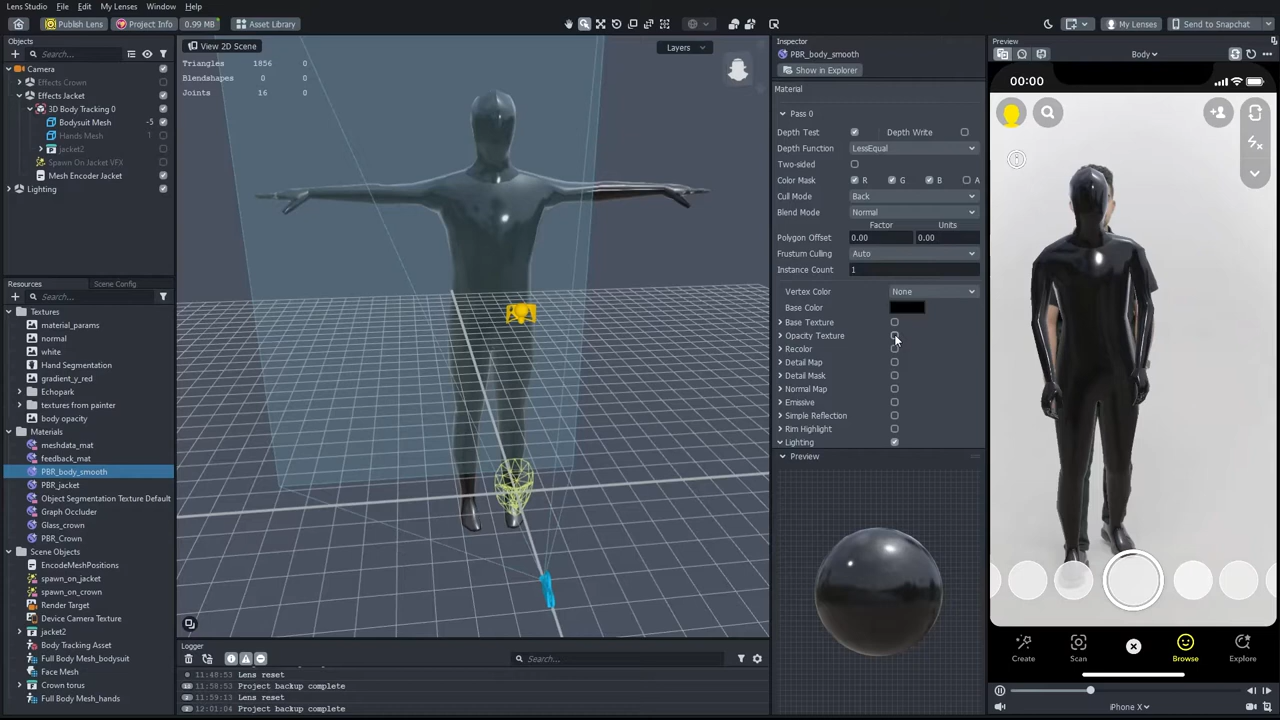 Lens Studio File Edit My Lenses Window Help
Publish Lens Project Info 0.99 MB Asset Library My Lenses Send to Snapchat
Objects
Search...
Camera
Effects Crown
Effects Jacket
3D Body Tracking 0
Bodysuit Mesh -5
Hands Mesh 1
jacket2
Spawn On Jacket VFX
Mesh Encoder Jacket
Lighting
Resources Scene Config
Search...
Textures
material_params
normal
white
Hand Segmentation
gradient_y_red
Echopark
textures from painter
body opacity
Materials
meshdata_mat
feedback_mat
PBR_body_smooth
PBR_jacket
Object Segmentation Texture Default
Graph Occluder
Glass_crown
PBR_Crown
Scene Objects
EncodeMeshPositions
spawn_on_jacket
spawn_on_crown
Render Target
Device Camera Texture
jacket2
Body Tracking Asset
Full Body Mesh_bodysuit
Face Mesh
Crown torus
Full Body Mesh_hands
View 2D Scene
Layers
Triangles 1856 0
Blendshapes 0 0
Joints 16 0
Logger
Search...
11:48:53 Lens reset
11:58:53 Project backup complete
11:59:13 Lens reset
12:01:04 Project backup complete
Inspector
PBR_body_smooth
Show in Explorer
Material
Pass 0
Depth Test Depth Write
Depth Function LessEqual
Two-sided
Color Mask R G B A
Cull Mode Back
Blend Mode Normal
Factor Units
Polygon Offset 0.00 0.00
Frustum Culling Auto
Instance Count 1
Vertex Color None
Base Color
Base Texture
Opacity Texture
Recolor
Detail Map
Detail Mask
Normal Map
Emissive
Simple Reflection
Rim Highlight
Lighting
Preview
Preview
Body
00:00
Create Scan Browse Explore
iPhone X